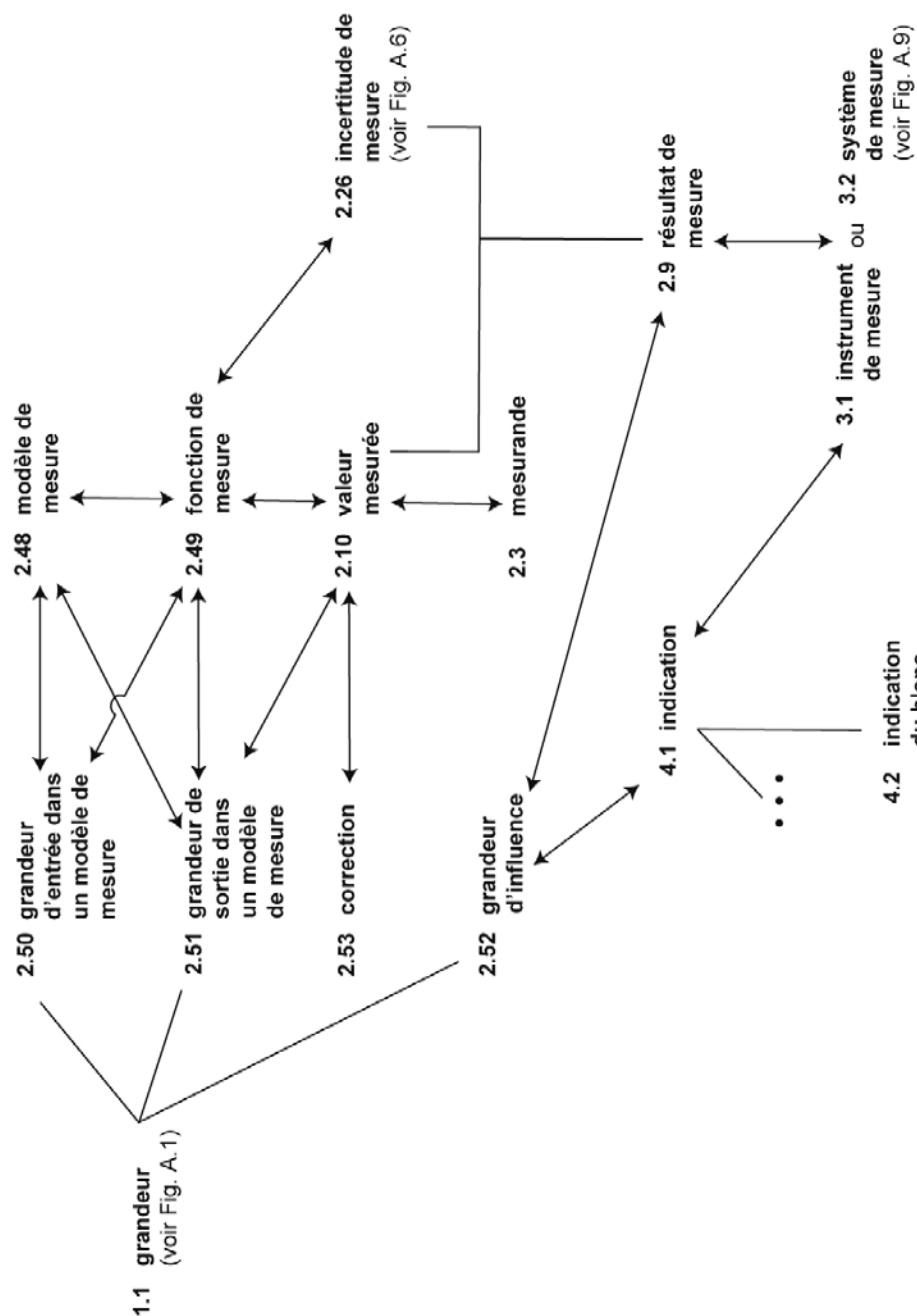 1.1 grandeur
(voir Fig. A.1)
2.50 grandeur
d'entrée dans
un modèle de
mesure
2.51 grandeur de
sortie dans
un modèle
de mesure
2.53 correction
2.52 grandeur
d'influence
2.48 modèle de
mesure
2.49 fonction de
mesure
2.10 valeur
mesurée
2.3 mesurande
2.26 incertitude de
mesure
(voir Fig. A.6)
2.9 résultat de
mesure
4.1 indication
• • •
4.2 indication
3.1 instrument ou
de mesure
3.2 système
de mesure
(voir Fig. A.9)